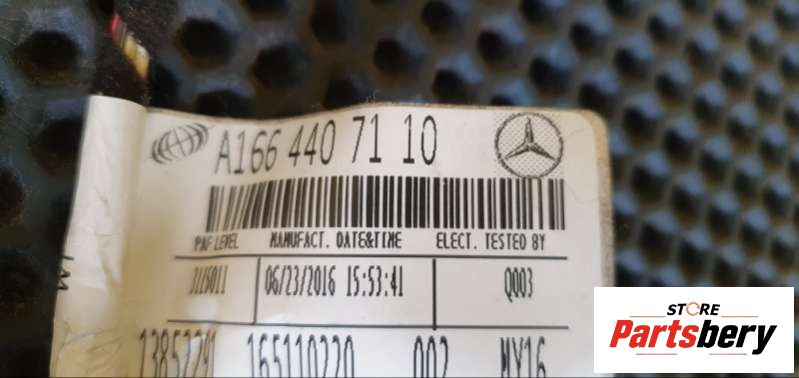 A166 440 71 10
PAF LEVEL MANUFACT. DATE&TIME ELECT. TESTED BY
06/23/2016 15:53:41 Q003
165110220 002 MY16
STORE
Partsbery